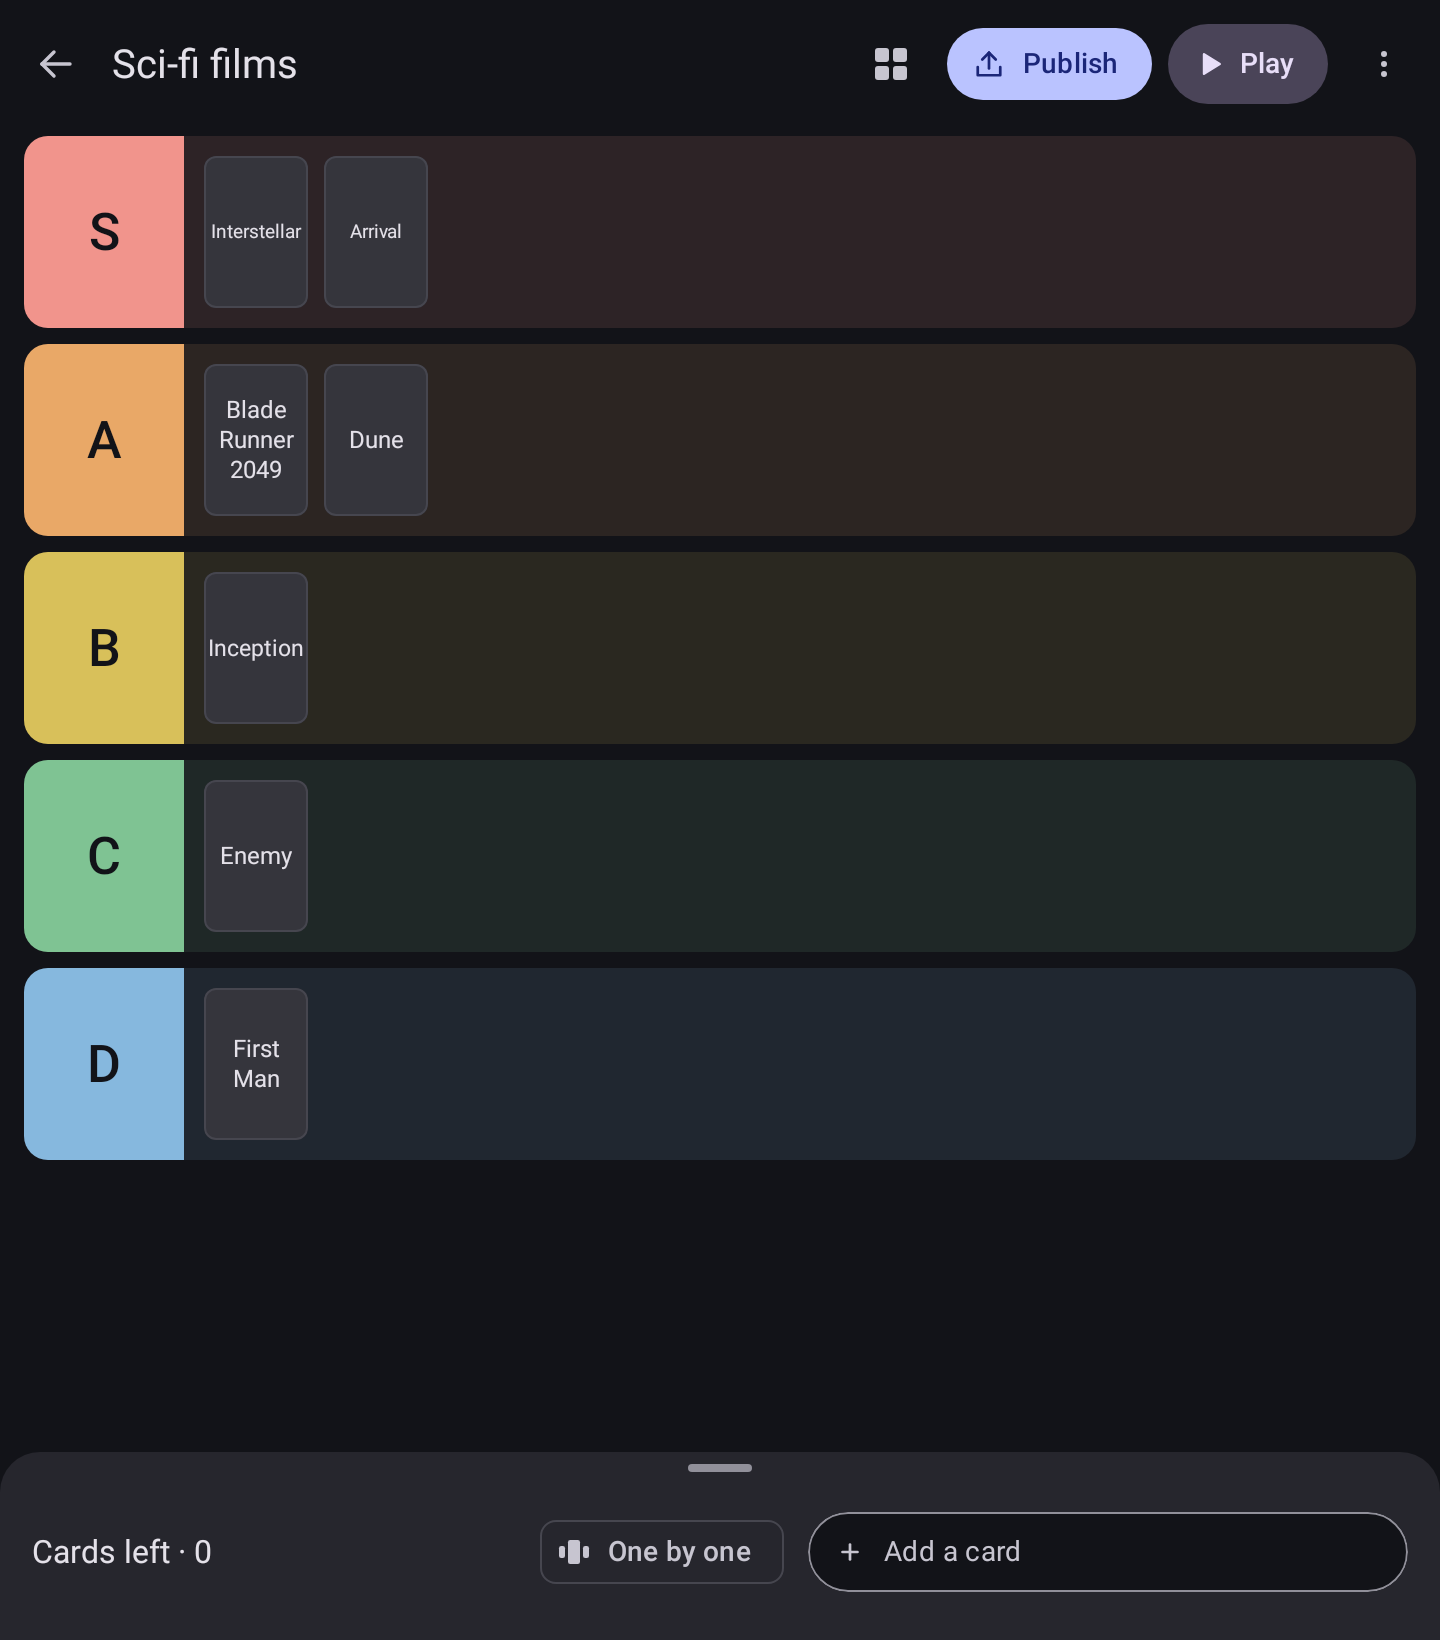 Sci-fi films
Publish
Play
S
Interstellar
Arrival
A
Blade
Runner
2049
Dune
B
Inception
C
Enemy
D
First
Man
Cards left · 0
One by one
+ Add a card